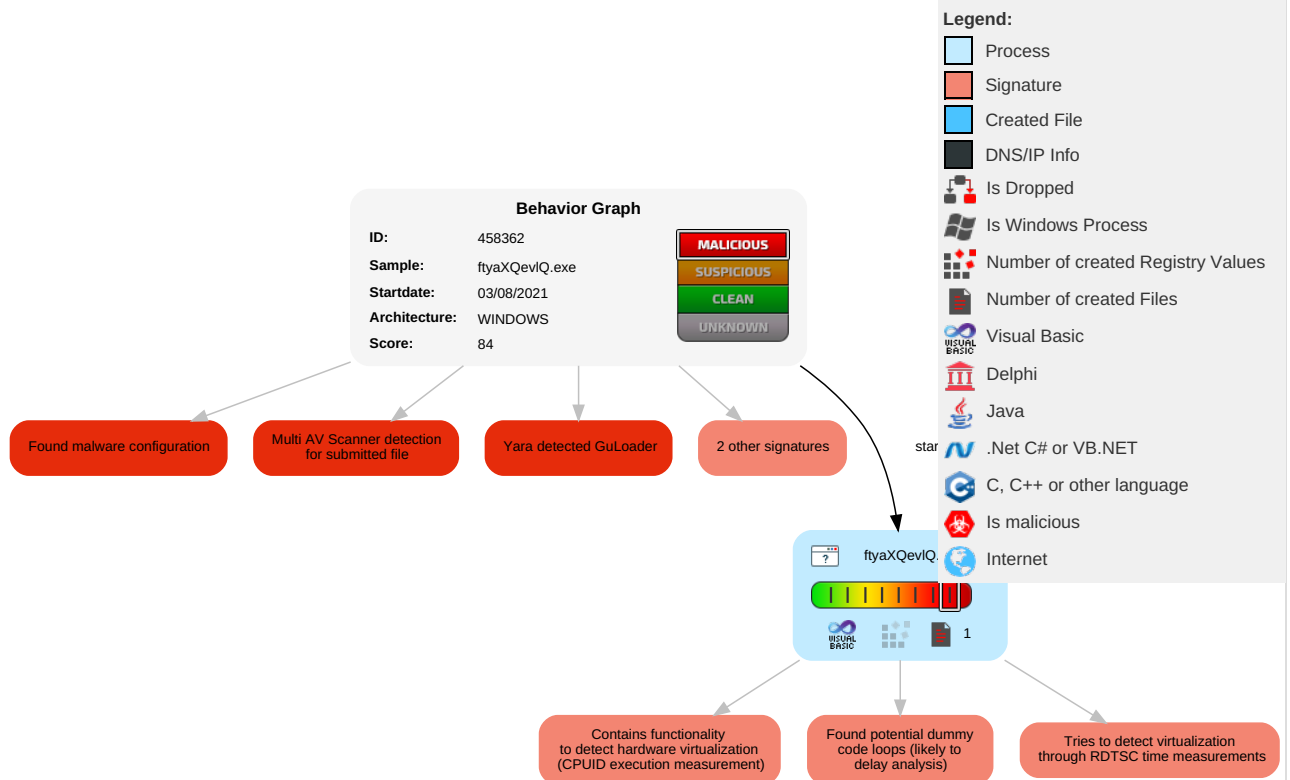 Legend:
Process
Signature
Created File
DNS/IP Info
Is Dropped
Is Windows Process
Number of created Registry Values
Number of created Files
VISUAL
BASIC
Visual Basic
Delphi
Java
.Net C# or VB.NET
C, C++ or other language
Is malicious
Internet
Behavior Graph
ID: 458362
Sample: ftyaXQevlQ.exe
Startdate: 03/08/2021
Architecture: WINDOWS
Score: 84
MALICIOUS
SUSPICIOUS
CLEAN
UNKNOWN
Found malware configuration
Multi AV Scanner detection
for submitted file
Yara detected GuLoader
2 other signatures
star
?
ftyaXQevlQ.
VISUAL
BASIC
1
Contains functionality
to detect hardware virtualization
(CPUID execution measurement)
Found potential dummy
code loops (likely to
delay analysis)
Tries to detect virtualization
through RDTSC time measurements